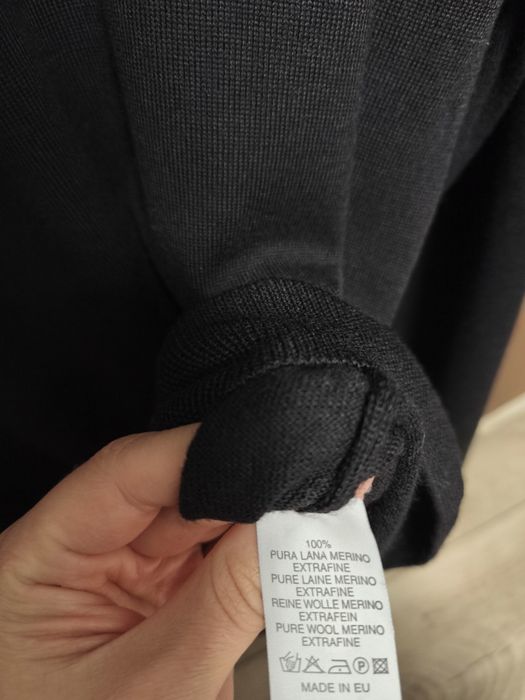 100%
PURA LANA MERINO
EXTRAFINE
PURE LAINE MERINO
EXTRAFINE
REINE WOLLE MERINO
EXTRAFEIN
PURE WOOL MERINO
EXTRAFINE
P
MADE IN EU